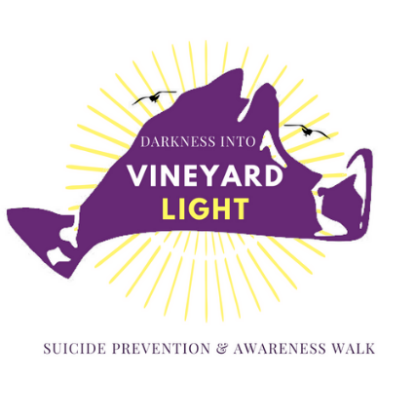 DARKNESS INTO
VINEYARD
LIGHT
SUICIDE PREVENTION & AWARENESS WALK